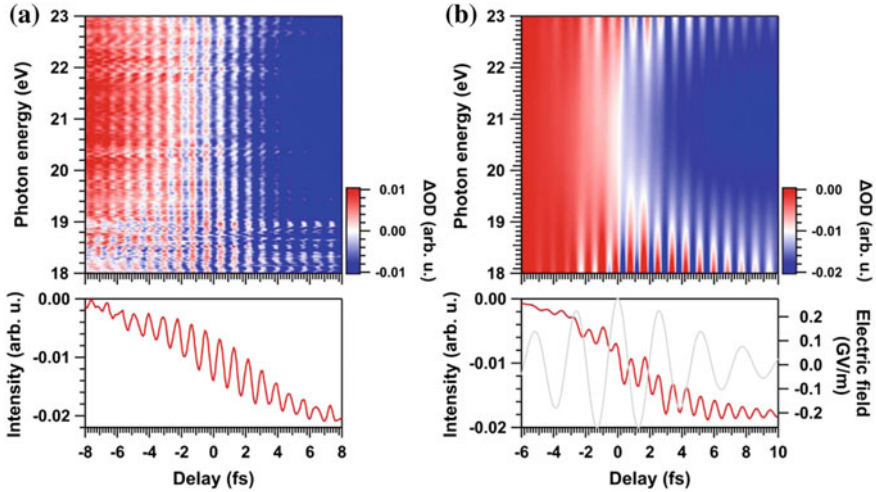 (a)
23
22
21
20
19
18
Photon energy (eV)
0.01
0.00
-0.01
ΔOD (arb. u.)
0.00
-0.01
-0.02
Intensity (arb. u.)
-8 -6 -4 -2 0 2 4 6 8
Delay (fs)
(b)
23
22
21
20
19
18
Photon energy (eV)
0.00
-0.01
-0.02
ΔOD (arb. u.)
0.00
-0.01
-0.02
Intensity (arb. u.)
0.2
0.1
0.0
-0.1
-0.2
Electric field
(GV/m)
-6 -4 -2 0 2 4 6 8 10
Delay (fs)